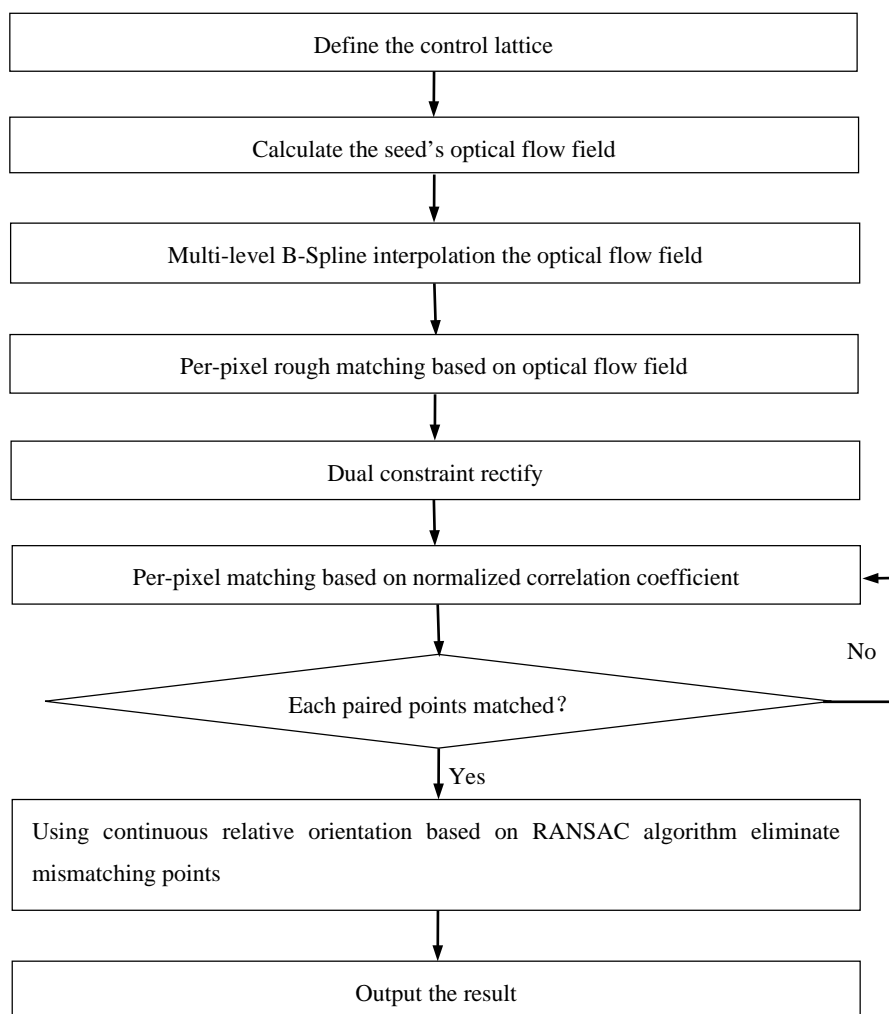 Define the control lattice
Calculate the seed’s optical flow field
Multi-level B-Spline interpolation the optical flow field
Per-pixel rough matching based on optical flow field
Dual constraint rectify
Per-pixel matching based on normalized correlation coefficient
No
Each paired points matched？
Yes
Using continuous relative orientation based on RANSAC algorithm eliminate
mismatching points
Output the result